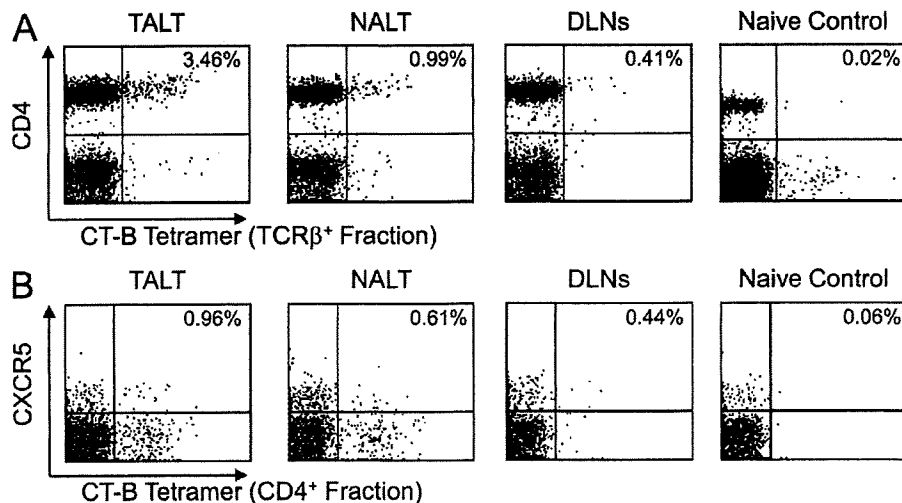 A
TALT
NALT
DLNs
Naive Control
3.46%
0.99%
0.41%
0.02%
CD4
CT-B Tetramer (TCRβ⁺ Fraction)
B
TALT
NALT
DLNs
Naive Control
0.96%
0.61%
0.44%
0.06%
CXCR5
CT-B Tetramer (CD4⁺ Fraction)